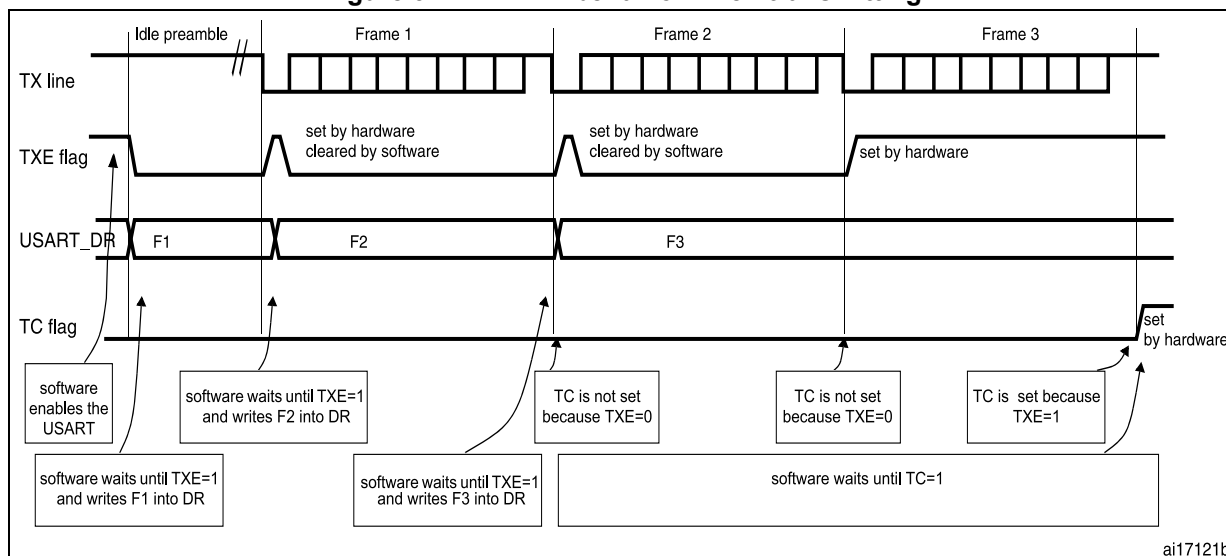 Idle preamble
Frame 1
Frame 2
Frame 3
TX line
TXE flag
set by hardware
cleared by software
set by hardware
cleared by software
set by hardware
USART_DR
F1
F2
F3
TC flag
set
by hardware
software
enables the
USART
software waits until TXE=1
and writes F2 into DR
TC is not set
because TXE=0
TC is not set
because TXE=0
TC is set because
TXE=1
software waits until TXE=1
and writes F1 into DR
software waits until TXE=1
and writes F3 into DR
software waits until TC=1
ai17121b